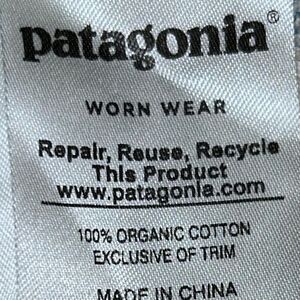 patagonia®
WORN WEAR
Repair, Reuse, Recycle
This Product
www.patagonia.com
100% ORGANIC COTTON
EXCLUSIVE OF TRIM
MADE IN CHINA